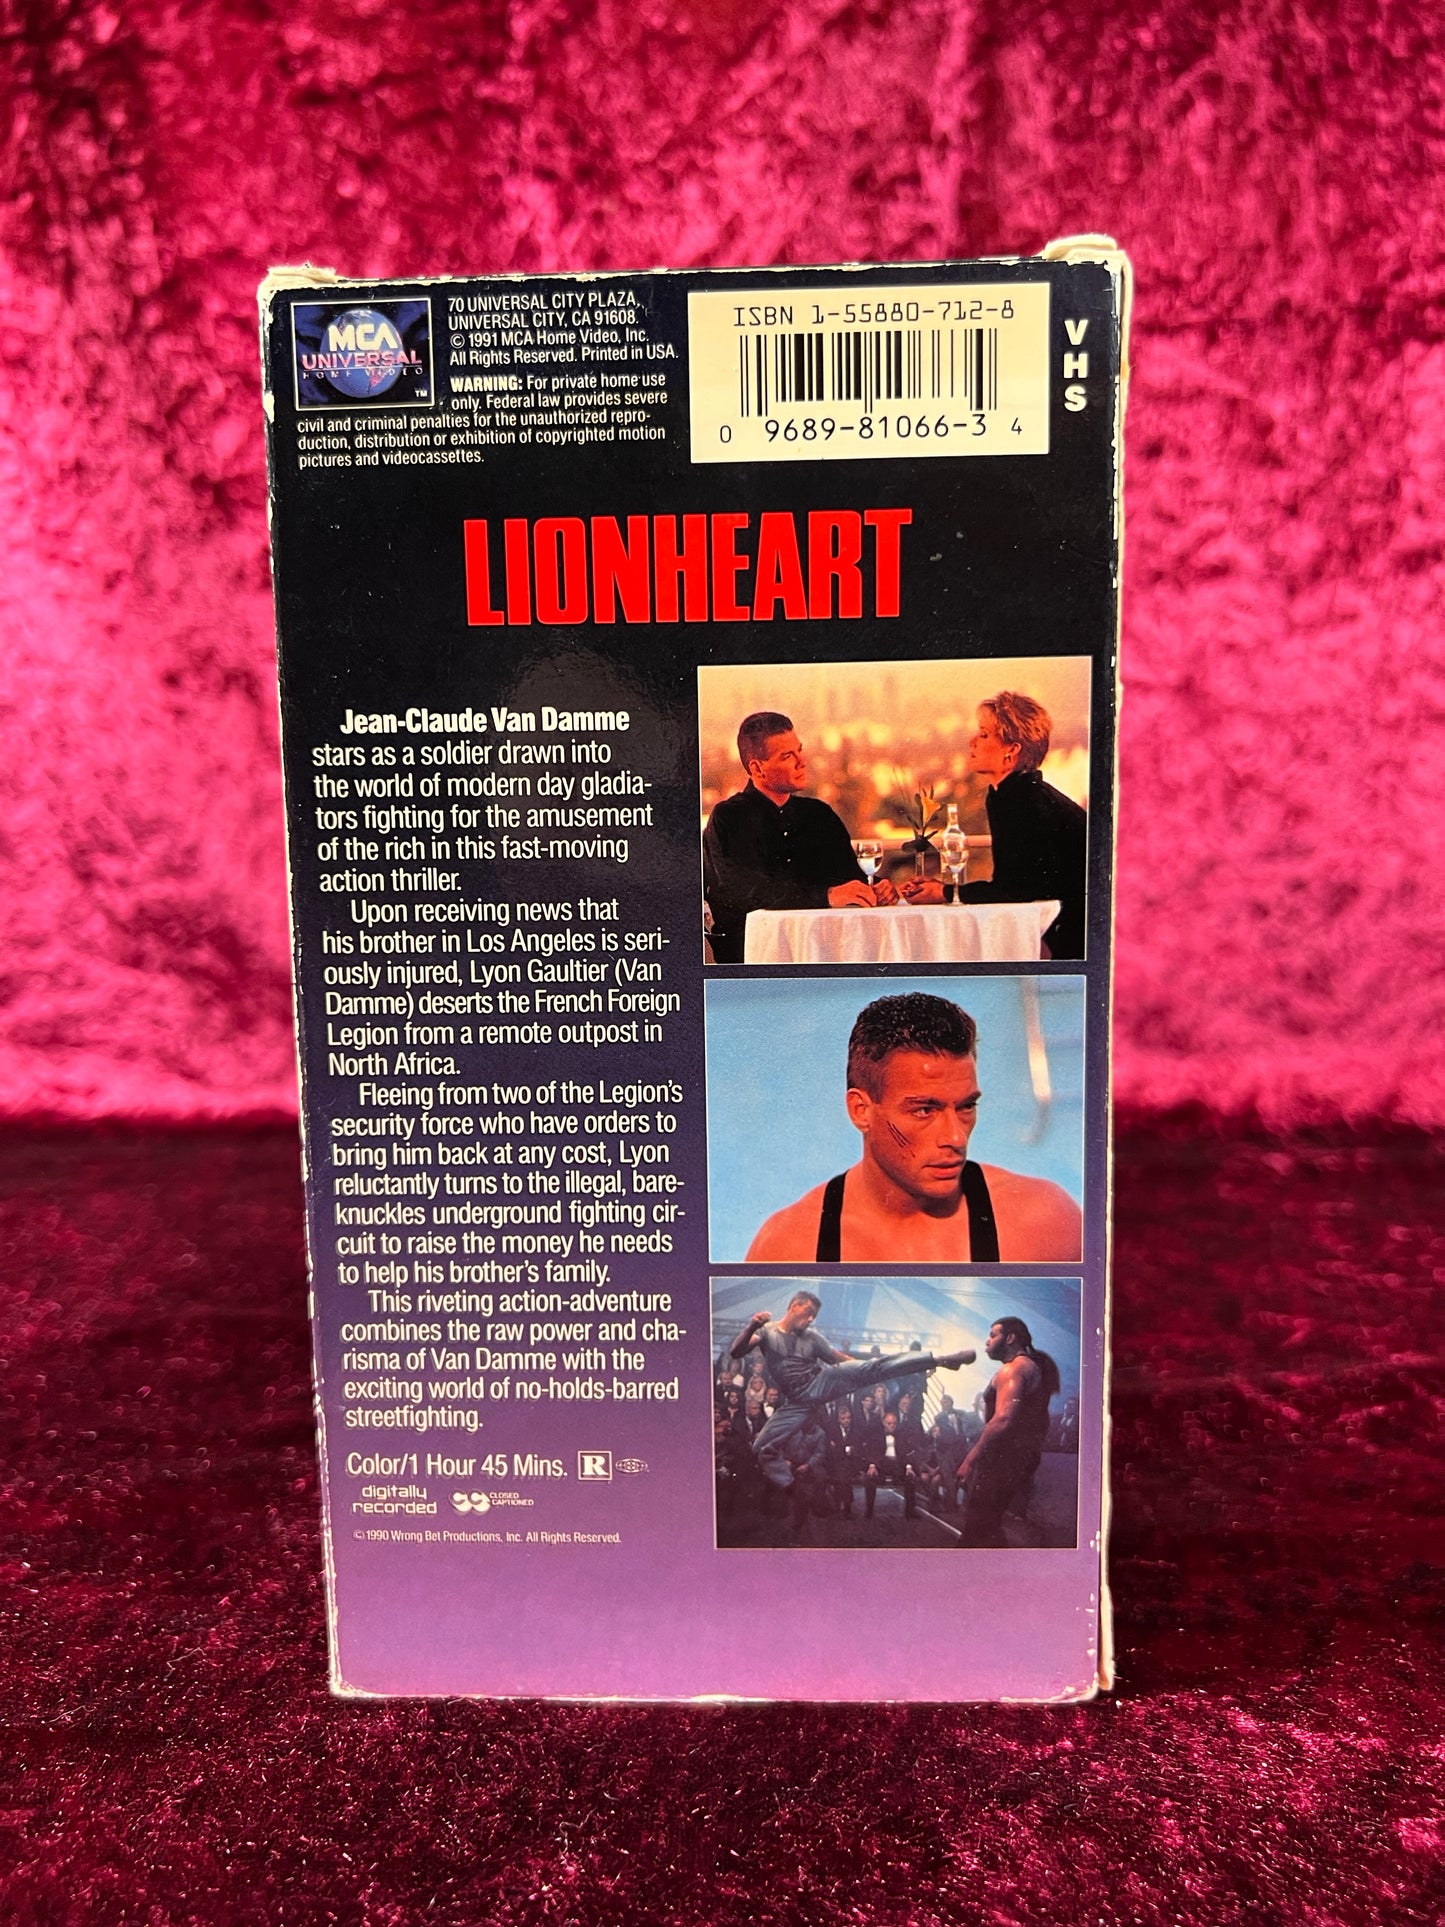 MCA
UNIVERSAL
HOME VIDEO
TM
70 UNIVERSAL CITY PLAZA,
UNIVERSAL CITY, CA 91608.
© 1991 MCA Home Video, Inc.
All Rights Reserved. Printed in USA.
WARNING: For private home use
only. Federal law provides severe
civil and criminal penalties for the unauthorized repro-
duction, distribution or exhibition of copyrighted motion
pictures and videocassettes.
ISBN 1-55880-712-8
0 9689-81066-3 4
VHS
LIONHEART
Jean-Claude Van Damme
stars as a soldier drawn into
the world of modern day gladia-
tors fighting for the amusement
of the rich in this fast-moving
action thriller.
Upon receiving news that
his brother in Los Angeles is seri-
ously injured, Lyon Gaultier (Van
Damme) deserts the French Foreign
Legion from a remote outpost in
North Africa.
Fleeing from two of the Legion's
security force who have orders to
bring him back at any cost, Lyon
reluctantly turns to the illegal, bare-
knuckles underground fighting cir-
cuit to raise the money he needs
to help his brother's family.
This riveting action-adventure
combines the raw power and cha-
risma of Van Damme with the
exciting world of no-holds-barred
streetfighting.
Color/1 Hour 45 Mins. R
digitally
recorded
CC CLOSED
CAPTIONED
© 1990 Wrong Bet Productions, Inc. All Rights Reserved.